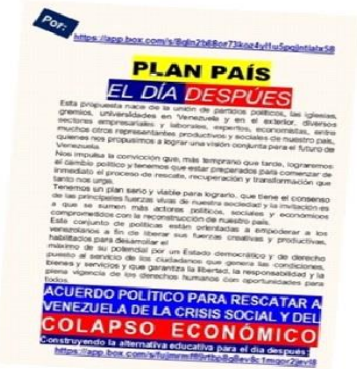 Por:
PLAN PAÍS
EL DÍA DESPÚES
Esta propuesta nace de la unión de partidos políticos, las iglesias,
gremios, universidades en Venezuela y en el exterior, diversos
sectores empresariales y laborales, expertos, economistas, entre
muchos otros representantes productivos y sociales de nuestro país,
quienes nos propusimos a lograr una visión conjunta para el futuro de
Venezuela.
Nos impulsa la convicción que, más temprano que tarde, lograremos
el cambio político y tenemos que estar preparados para comenzar de
inmediato el proceso de rescate, recuperación y transformación que
tanto nos urge.
Tenemos un plan serio y viable para lograrlo, que tiene el consenso
de las principales fuerzas vivas de nuestra sociedad y la invitación es
a que se sumen más actores políticos, sociales y económicos
comprometidos con la reconstrucción de nuestro país.
Este conjunto de políticas están orientadas a empoderar a los
venezolanos a fin de liberar sus fuerzas creativas y productivas,
habilitados para desarrollar el
máximo de su potencial por un Estado democrático y de derecho
puesto al servicio de los ciudadanos que genera las condiciones,
bienes y servicios y que garantiza la libertad, la responsabilidad y la
plena vigencia de los derechos humanos con oportunidades para
todos.
ACUERDO POLÍTICO PARA RESCATAR A
VENEZUELA DE LA CRISIS SOCIAL Y DEL
COLAPSO ECONÓMICO
Construyendo la alternativa educativa para el día después: